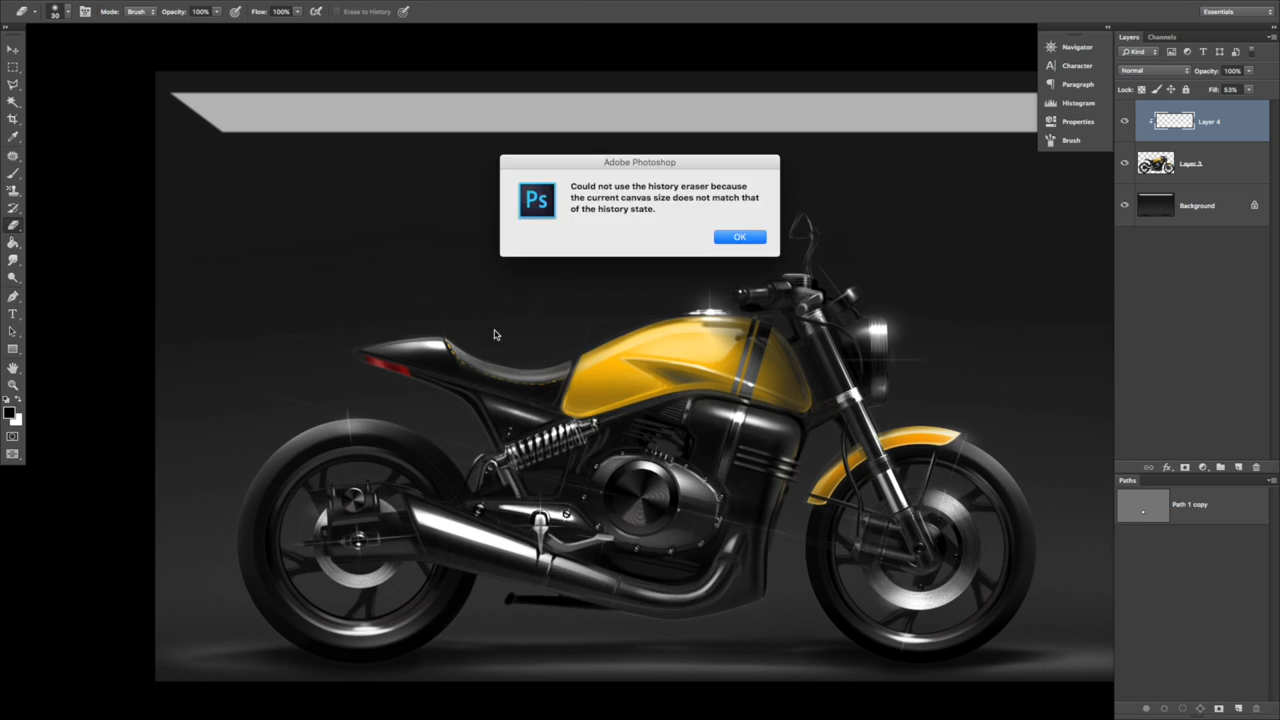 30
Mode: Brush Opacity: 100% Flow: 100% Erase to History Essentials
Layers Channels
Kind
Normal Opacity: 100%
Lock: Fill: 53%
Layer 4
Layer 3
Background
Paths
Path 1 copy
Navigator
Character
Paragraph
Histogram
Properties
Brush
Adobe Photoshop
Ps
Could not use the history eraser because
the current canvas size does not match that
of the history state.
OK